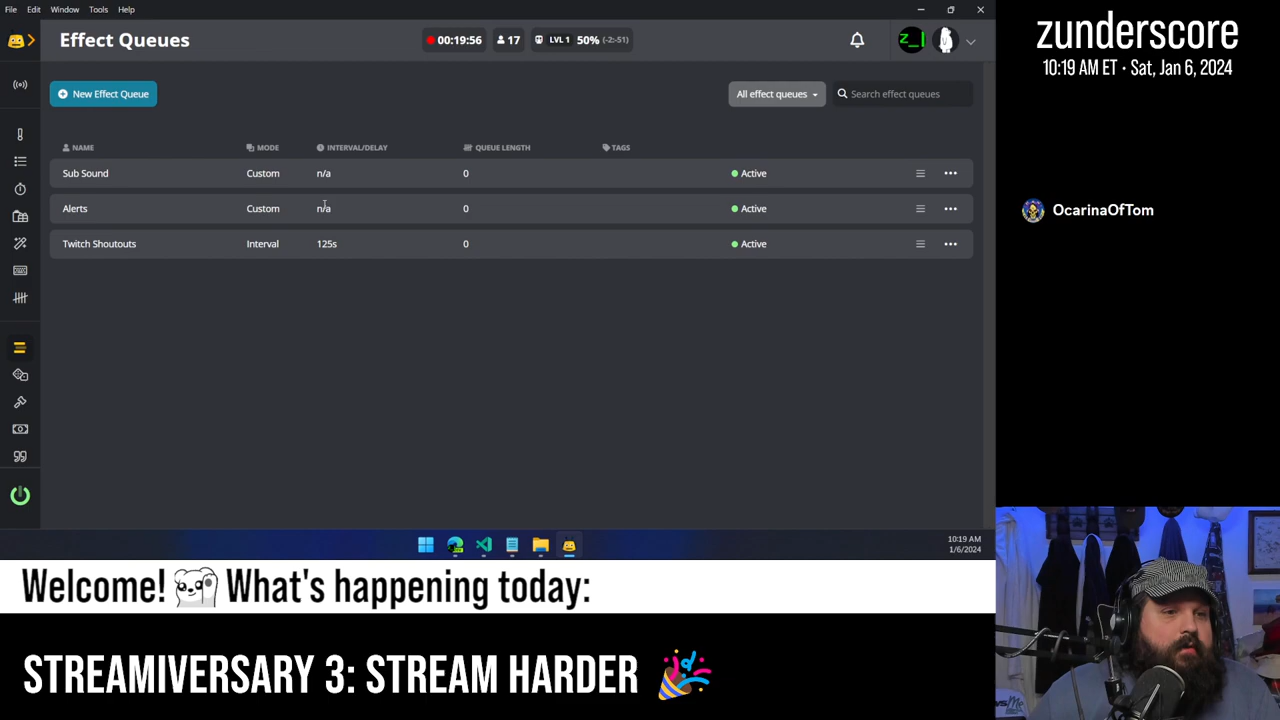 File Edit Window Tools Help
Effect Queues
00:19:56
17
LVL 1 50% (-2:-51)
z_|
New Effect Queue
All effect queues
Search effect queues
NAME MODE INTERVAL/DELAY QUEUE LENGTH TAGS
Sub Sound Custom n/a 0 Active
Alerts Custom n/a 0 Active
Twitch Shoutouts Interval 125s 0 Active
10:19 AM
1/6/2024
zunderscore
10:19 AM ET • Sat, Jan 6, 2024
OcarinaOfTom
Welcome! What's happening today:
STREAMIVERSARY 3: STREAM HARDER